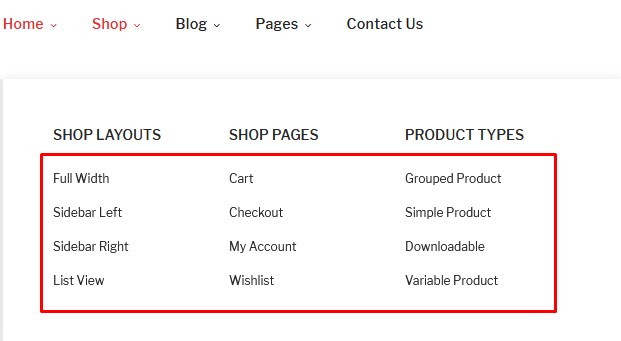 Home Shop Blog Pages Contact Us
SHOP LAYOUTS SHOP PAGES PRODUCT TYPES
Full Width Cart Grouped Product
Sidebar Left Checkout Simple Product
Sidebar Right My Account Downloadable
List View Wishlist Variable Product